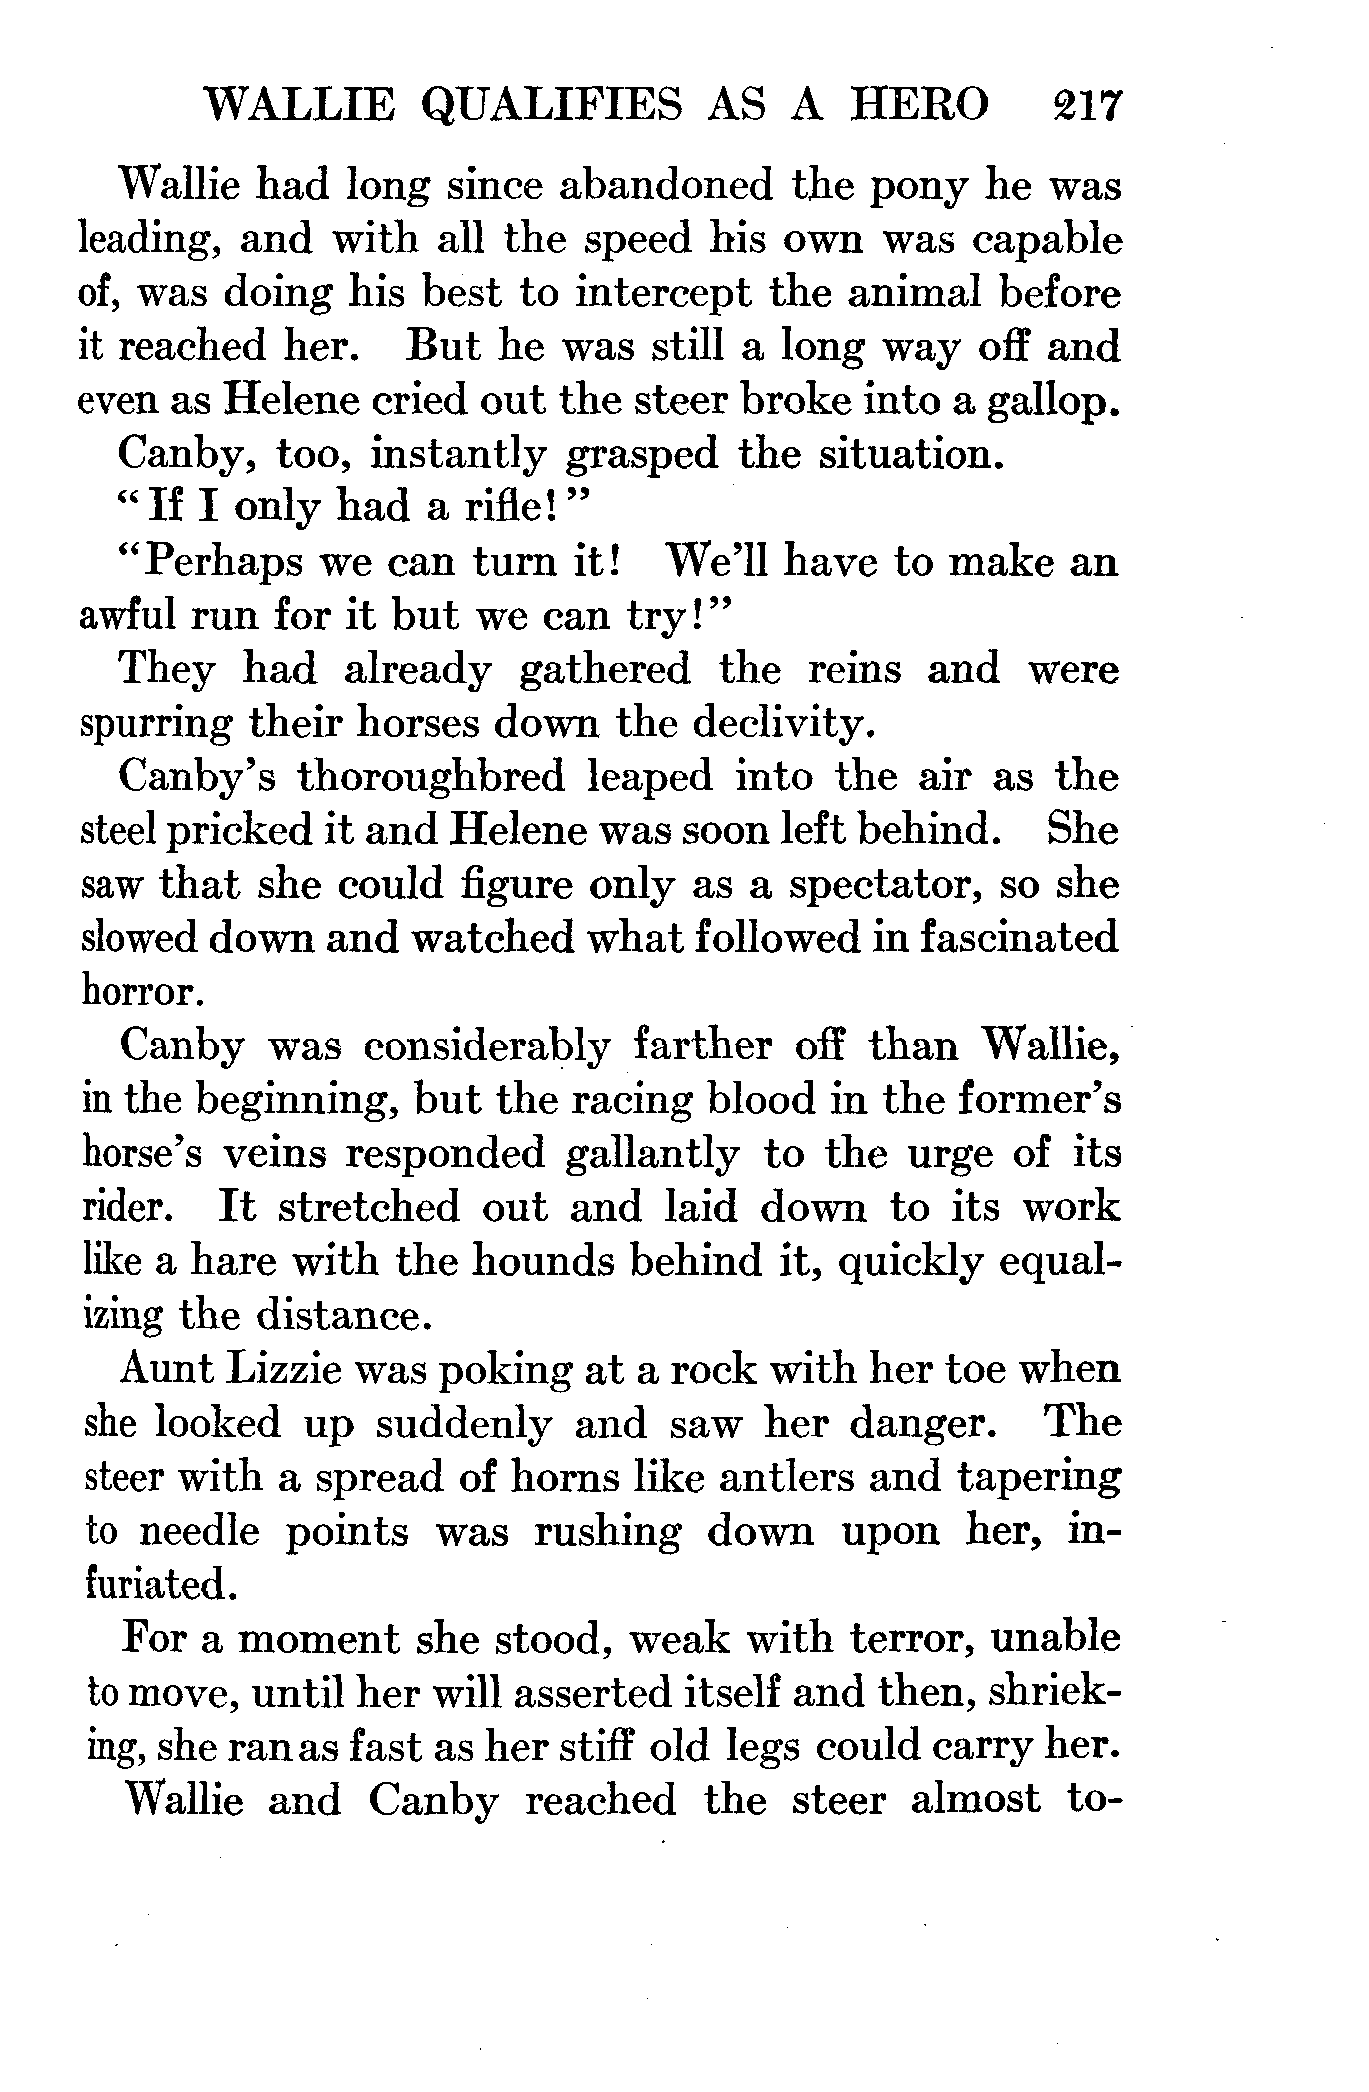 WALLIE QUALIFIES AS A HERO 217
Wallie had long since abandoned the pony he was
leading, and with all the speed his own was capable
of, was doing his best to intercept the animal before
it reached her. But he was still a long way off and
even as Helene cried out the steer broke into a gallop.
Canby, too, instantly grasped the situation.
“If I only had a rifle!”
“Perhaps we can turn it! We’ll have to make an
awful run for it but we can try!”
They had already gathered the reins and were
spurring their horses down the declivity.
Canby’s thoroughbred leaped into the air as the
steel pricked it and Helene was soon left behind. She
saw that she could figure only as a spectator, so she
slowed down and watched what followed in fascinated
horror.
Canby was considerably farther off than Wallie,
in the beginning, but the racing blood in the former’s
horse’s veins responded gallantly to the urge of its
rider. It stretched out and laid down to its work
like a hare with the hounds behind it, quickly equal-
izing the distance.
Aunt Lizzie was poking at a rock with her toe when
she looked up suddenly and saw her danger. The
steer with a spread of horns like antlers and tapering
to needle points was rushing down upon her, in-
furiated.
For a moment she stood, weak with terror, unable
to move, until her will asserted itself and then, shriek-
ing, she ran as fast as her stiff old legs could carry her.
Wallie and Canby reached the steer almost to-